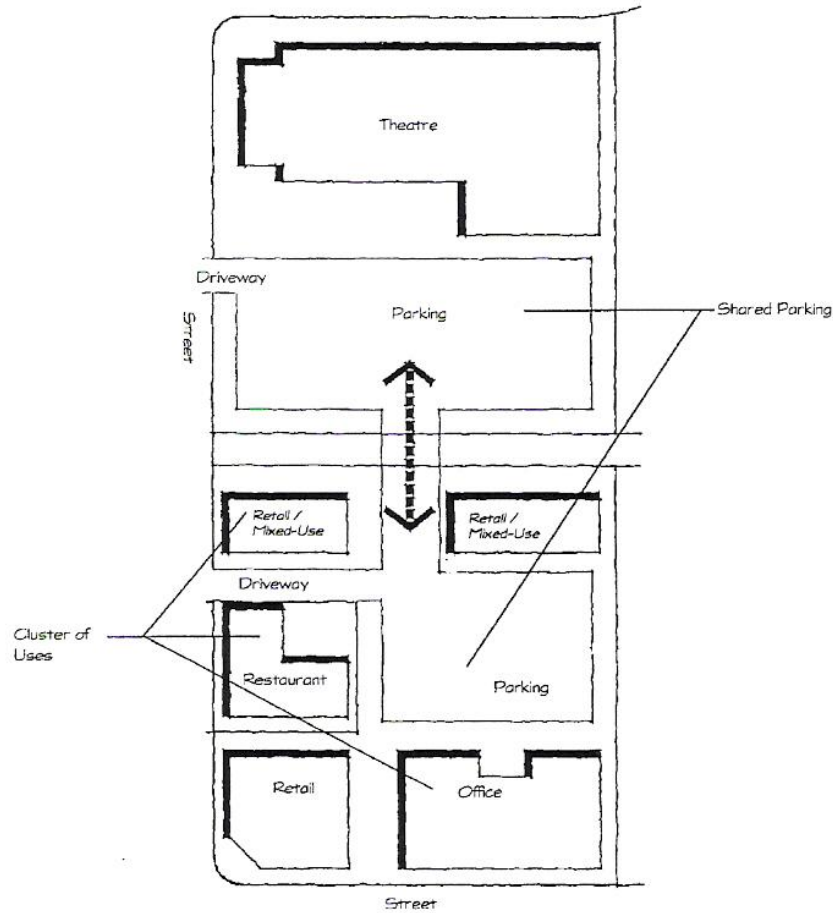 Theatre
Driveway
Street
Parking
Shared Parking
Retail /
Mixed-Use
Retail /
Mixed-Use
Driveway
Cluster of
Uses
Restaurant
Parking
Retail
Office
Street